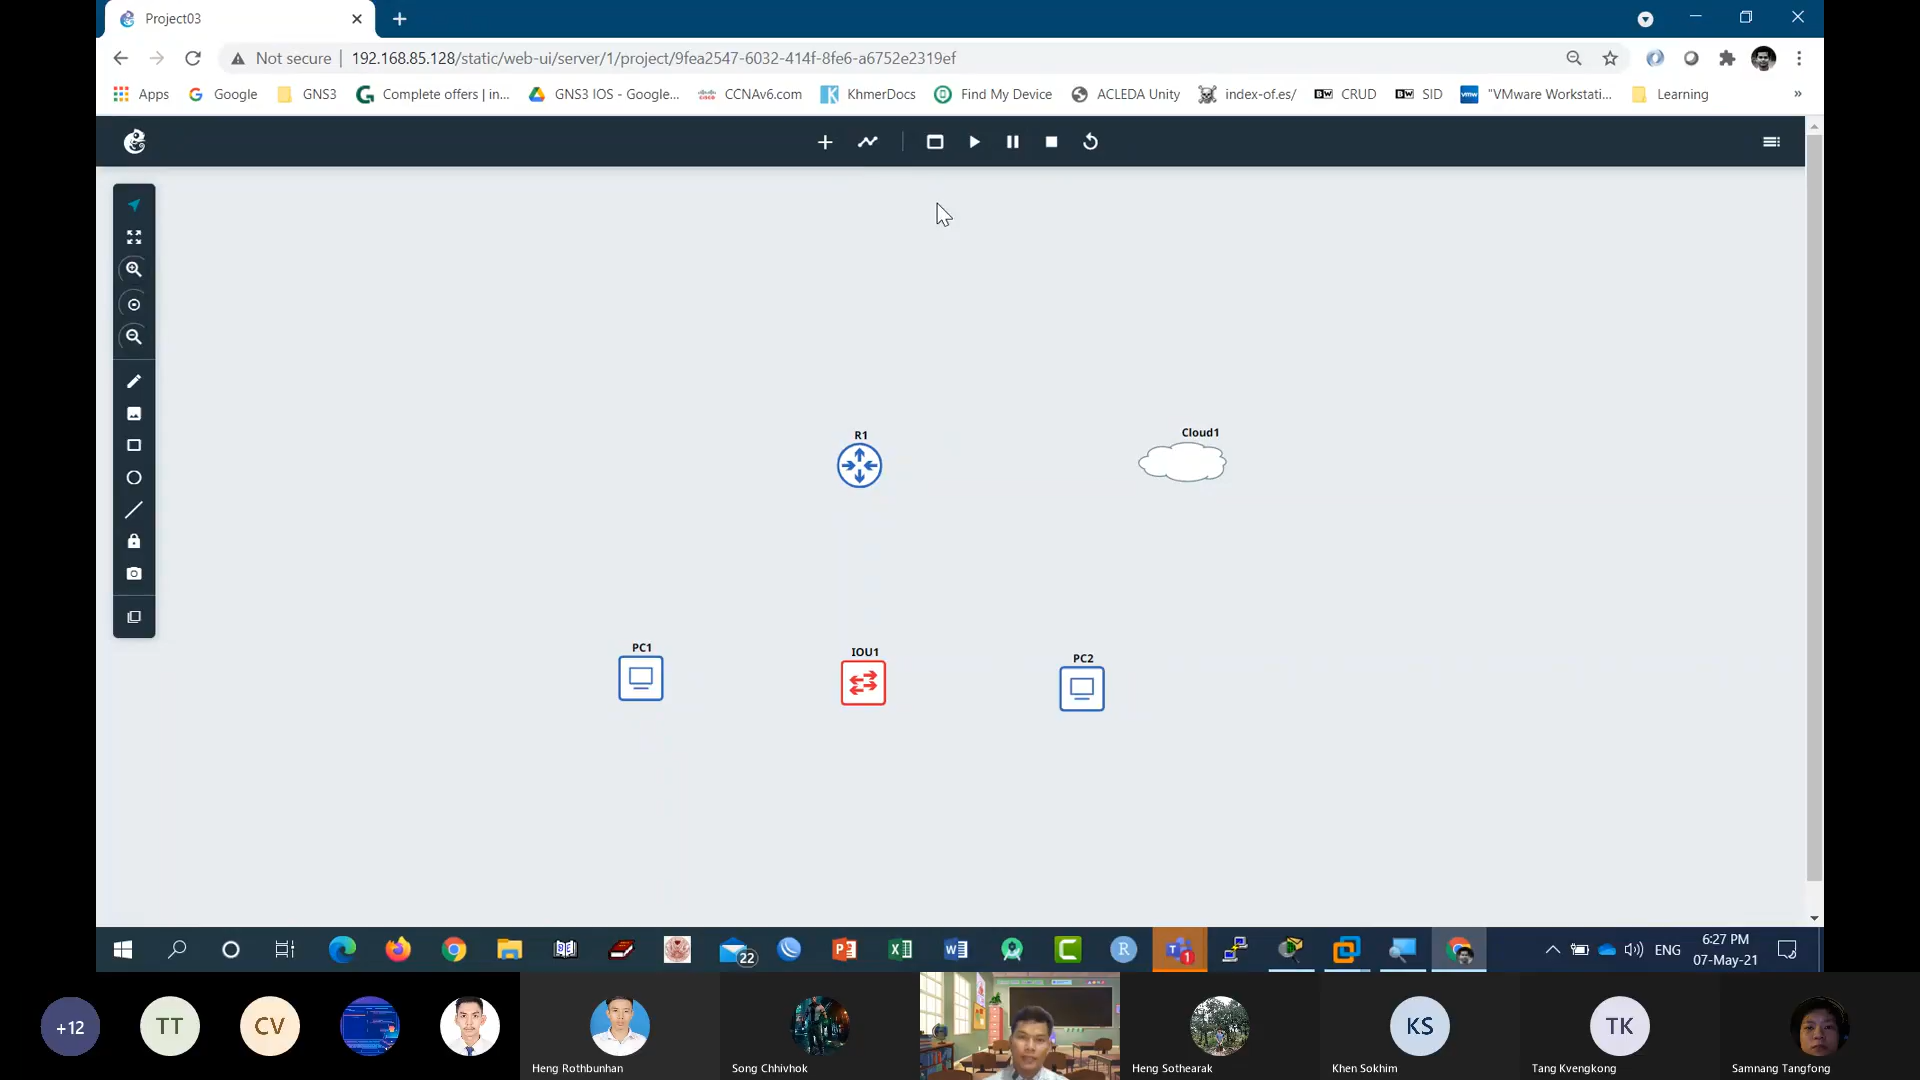 Project03
Not secure | 192.168.85.128/static/web-ui/server/1/project/9fea2547-6032-414f-8fe6-a6752e2319ef
Apps Google GNS3 Complete offers | in... GNS3 IOS - Google... CCNAv6.com KhmerDocs Find My Device ACLEDA Unity index-of.es/ CRUD SID "VMware Workstati... Learning »
R1
Cloud1
PC1
IOU1
PC2
22
1
ENG
6:27 PM
07-May-21
+12
TT
CV
KS
TK
Heng Rothbunhan
Song Chhivhok
Heng Sothearak
Khen Sokhim
Tang Kvengkong
Samnang Tangfong